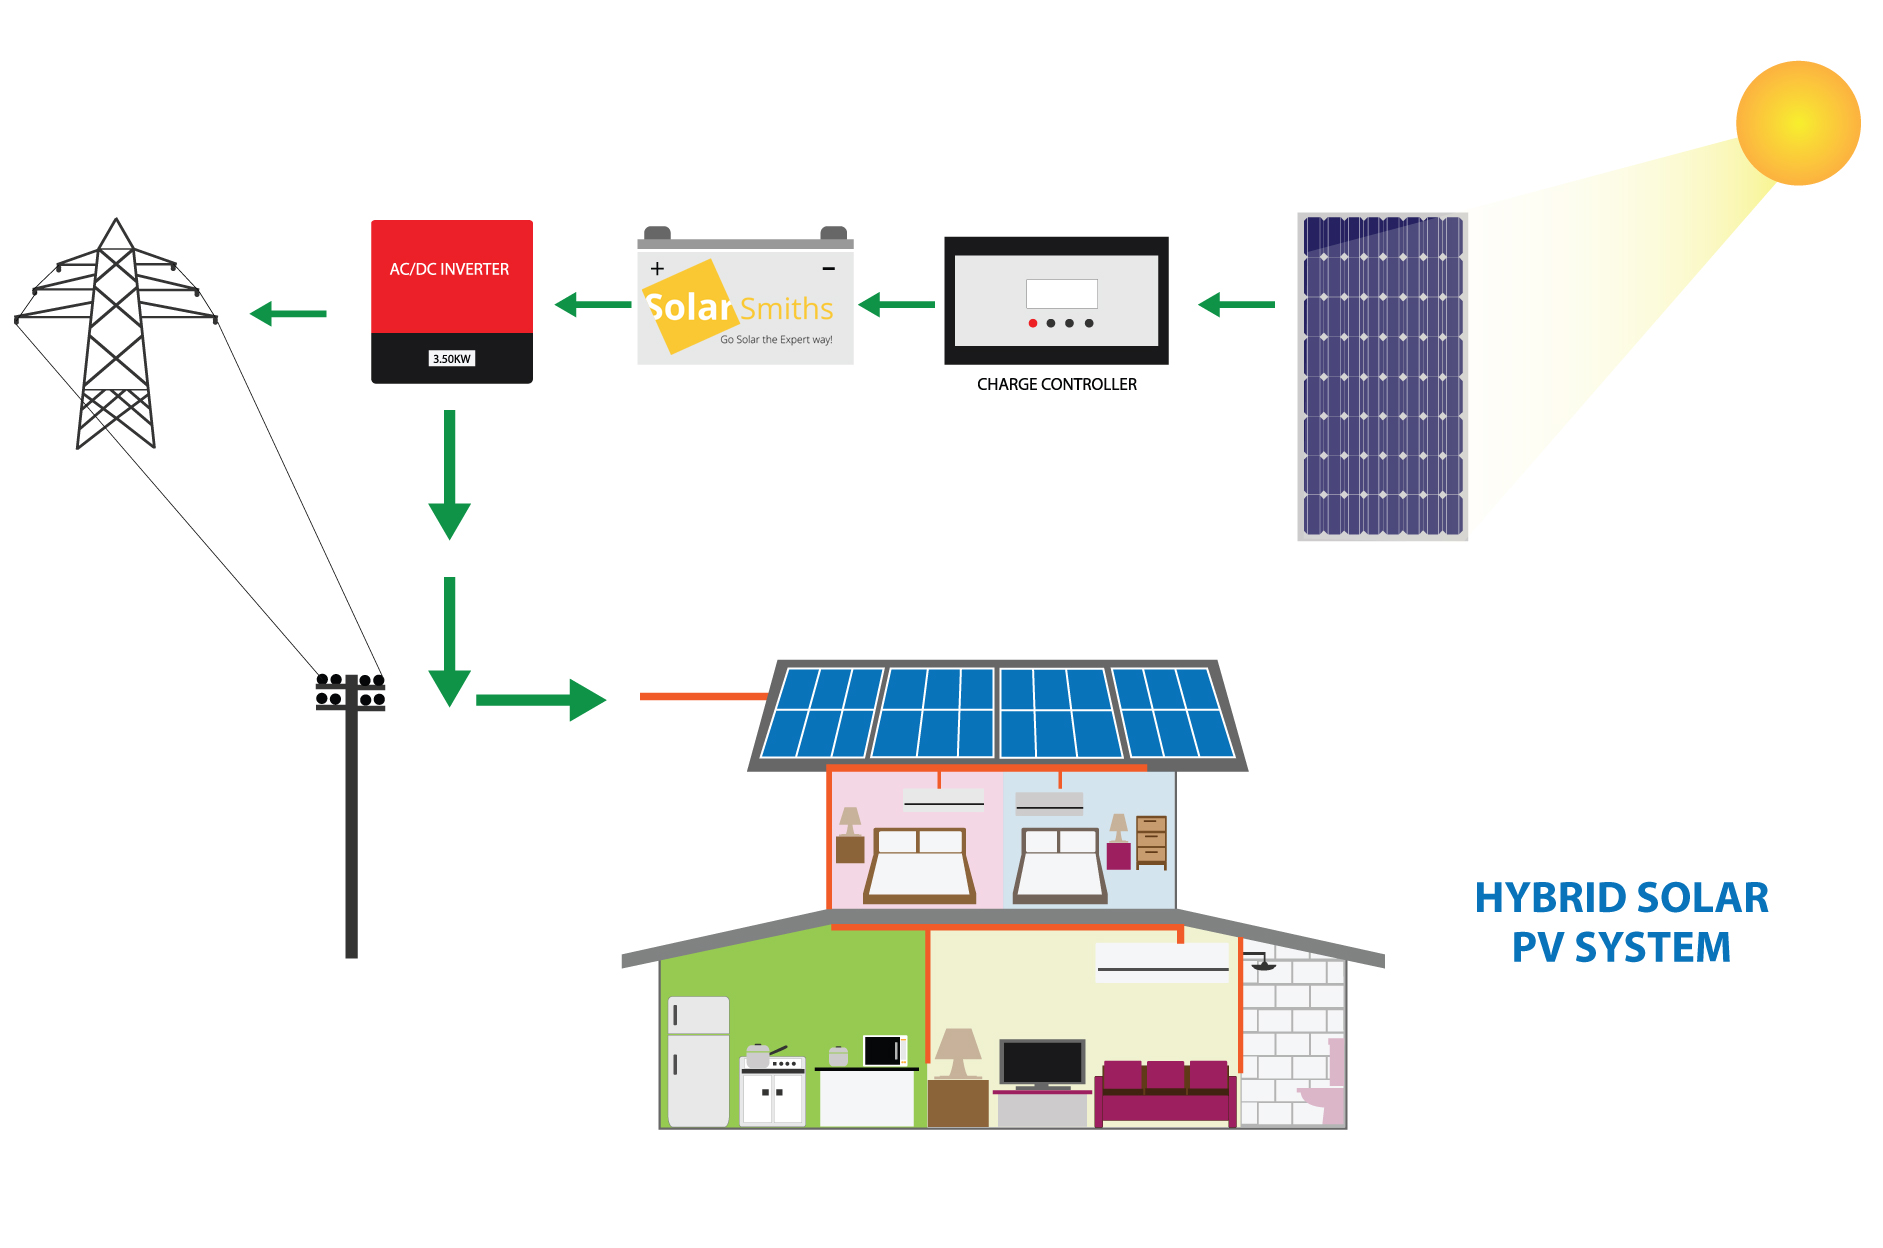 AC/DC INVERTER
3.50KW
+ −
Solar Smiths
Go Solar the Expert way!
CHARGE CONTROLLER
HYBRID SOLAR
PV SYSTEM